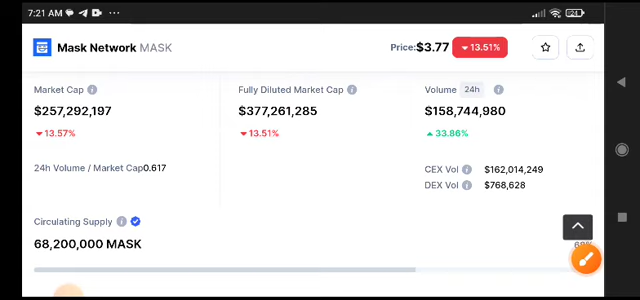 7:21 AM
24
Mask Network MASK
Price:$3.77 13.51%
Market Cap
$257,292,197
13.57%
24h Volume / Market Cap0.617
Fully Diluted Market Cap
$377,261,285
13.51%
Volume 24h
$158,744,980
33.86%
CEX Vol $162,014,249
DEX Vol $768,628
Circulating Supply
68,200,000 MASK